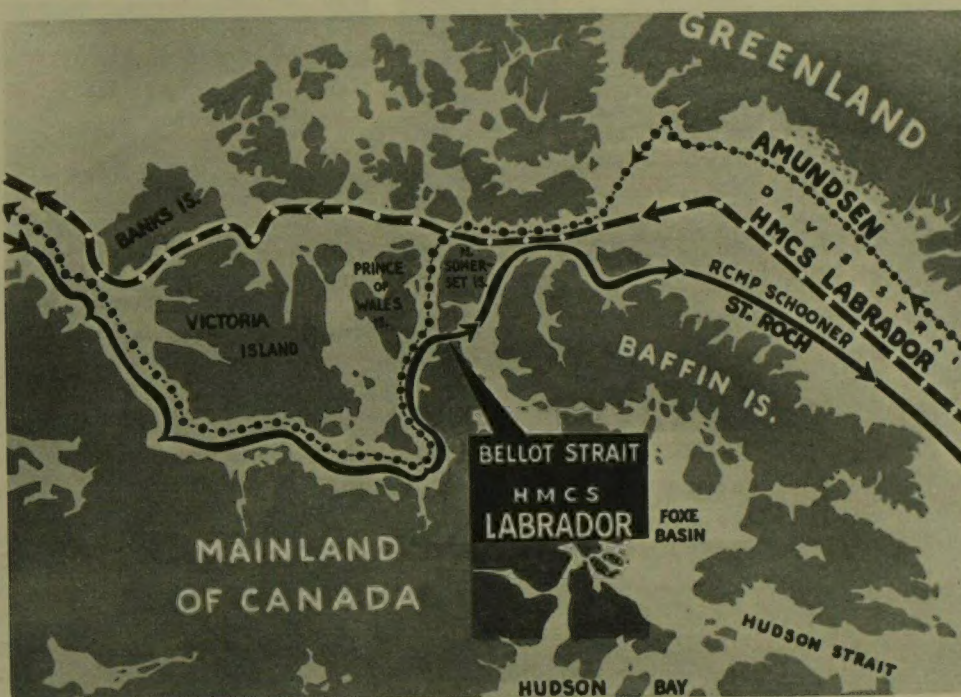 GREENLAND
AMUNDSEN
DAVIS STRAIT
HMCS LABRADOR
RCMP SCHOONER
ST. ROCH
BANKS IS.
PRINCE
OF
WALES
IS.
N.
SOMER-
SET IS.
VICTORIA
ISLAND
BAFFIN IS.
BELLOT STRAIT
HMCS
LABRADOR
FOXE
BASIN
MAINLAND
OF CANADA
HUDSON STRAIT
HUDSON BAY